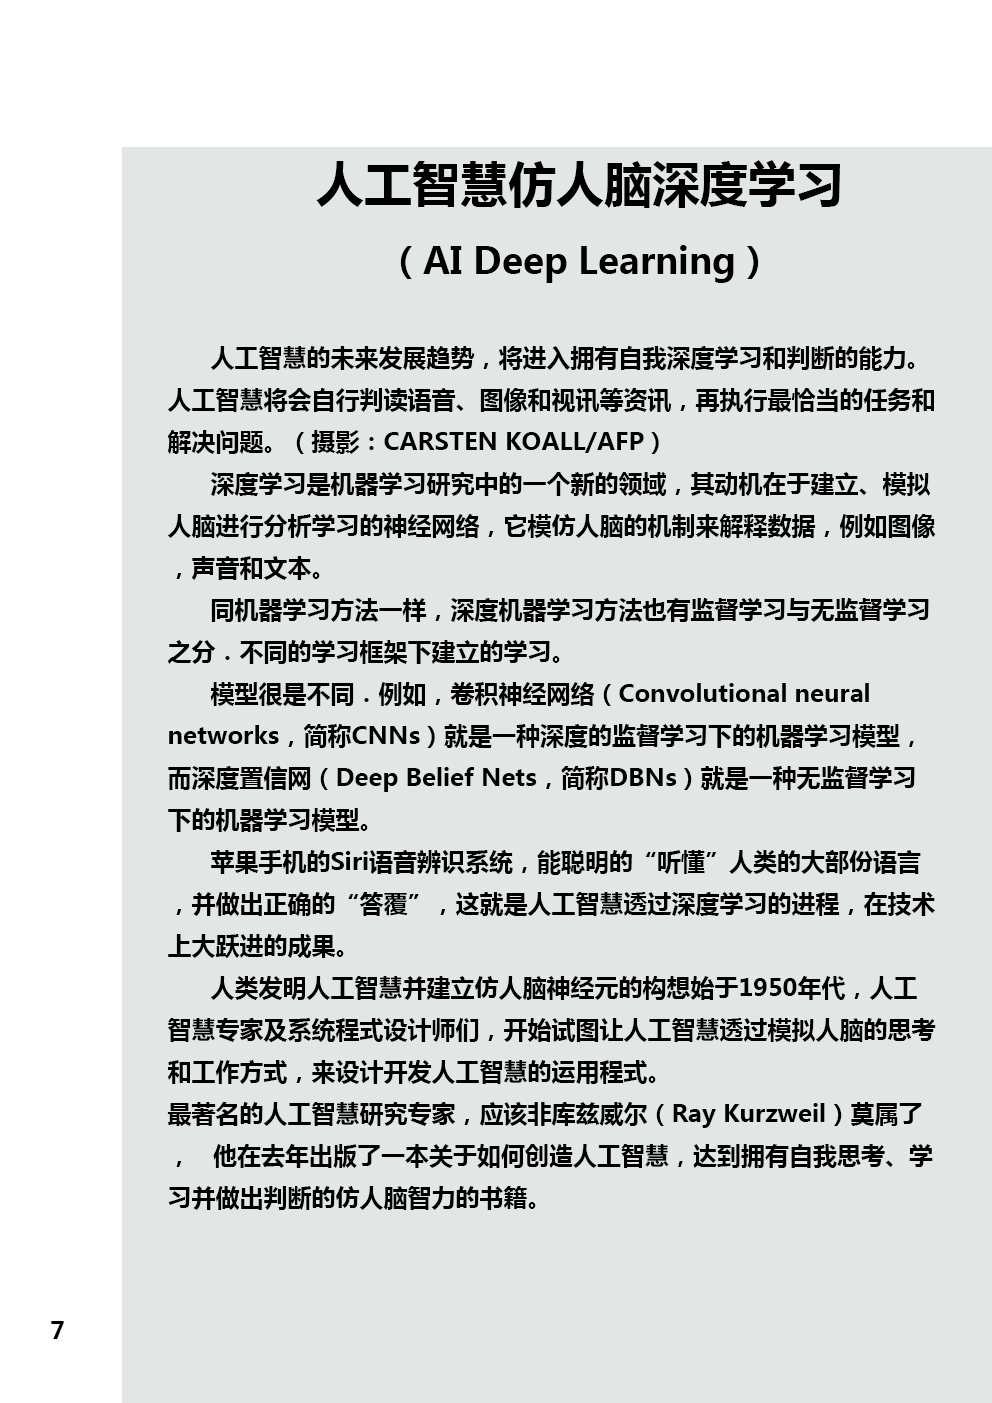 人工智慧仿人脑深度学习
（AI Deep Learning）
人工智慧的未来发展趋势，将进入拥有自我深度学习和判断的能力。
人工智慧将会自行判读语音、图像和视讯等资讯，再执行最恰当的任务和
解决问题。（摄影：CARSTEN KOALL/AFP）
深度学习是机器学习研究中的一个新的领域，其动机在于建立、模拟
人脑进行分析学习的神经网络，它模仿人脑的机制来解释数据，例如图像
，声音和文本。
同机器学习方法一样，深度机器学习方法也有监督学习与无监督学习
之分．不同的学习框架下建立的学习。
模型很是不同．例如，卷积神经网络（Convolutional neural
networks，简称CNNs）就是一种深度的监督学习下的机器学习模型，
而深度置信网（Deep Belief Nets，简称DBNs）就是一种无监督学习
下的机器学习模型。
苹果手机的Siri语音辨识系统，能聪明的“听懂”人类的大部份语言
，并做出正确的“答覆”，这就是人工智慧透过深度学习的进程，在技术
上大跃进的成果。
人类发明人工智慧并建立仿人脑神经元的构想始于1950年代，人工
智慧专家及系统程式设计师们，开始试图让人工智慧透过模拟人脑的思考
和工作方式，来设计开发人工智慧的运用程式。
最著名的人工智慧研究专家，应该非库兹威尔（Ray Kurzweil）莫属了
， 他在去年出版了一本关于如何创造人工智慧，达到拥有自我思考、学
习并做出判断的仿人脑智力的书籍。
7